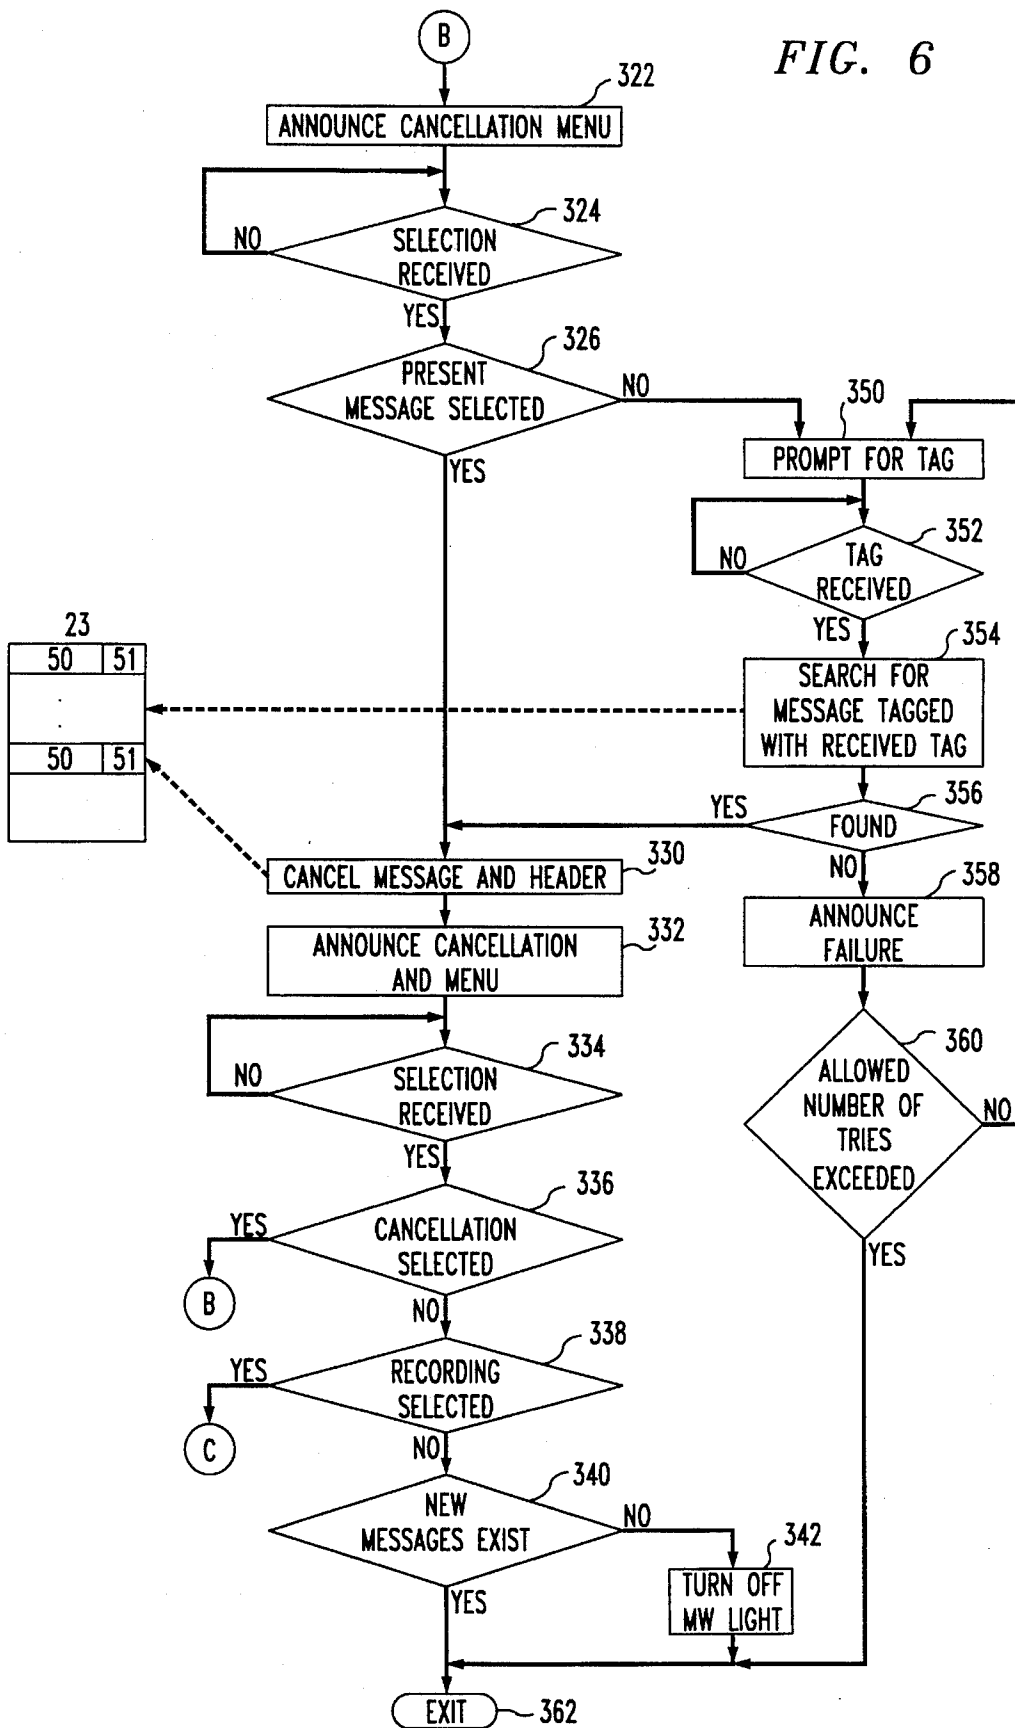 B
FIG. 6
322
ANNOUNCE CANCELLATION MENU
324
NO
SELECTION
RECEIVED
YES
326
PRESENT
MESSAGE SELECTED
NO
350
YES
PROMPT FOR TAG
352
NO
TAG
RECEIVED
YES
23
50 51
354
SEARCH FOR
MESSAGE TAGGED
WITH RECEIVED TAG
50 51
356
YES
FOUND
NO
330
CANCEL MESSAGE AND HEADER
358
ANNOUNCE
FAILURE
332
ANNOUNCE CANCELLATION
AND MENU
334
NO
SELECTION
RECEIVED
YES
360
ALLOWED
NUMBER OF
TRIES
EXCEEDED
NO
YES
336
YES
CANCELLATION
SELECTED
B
NO
338
YES
RECORDING
SELECTED
C
NO
340
NEW
MESSAGES EXIST
NO
342
YES
TURN OFF
MW LIGHT
EXIT
362